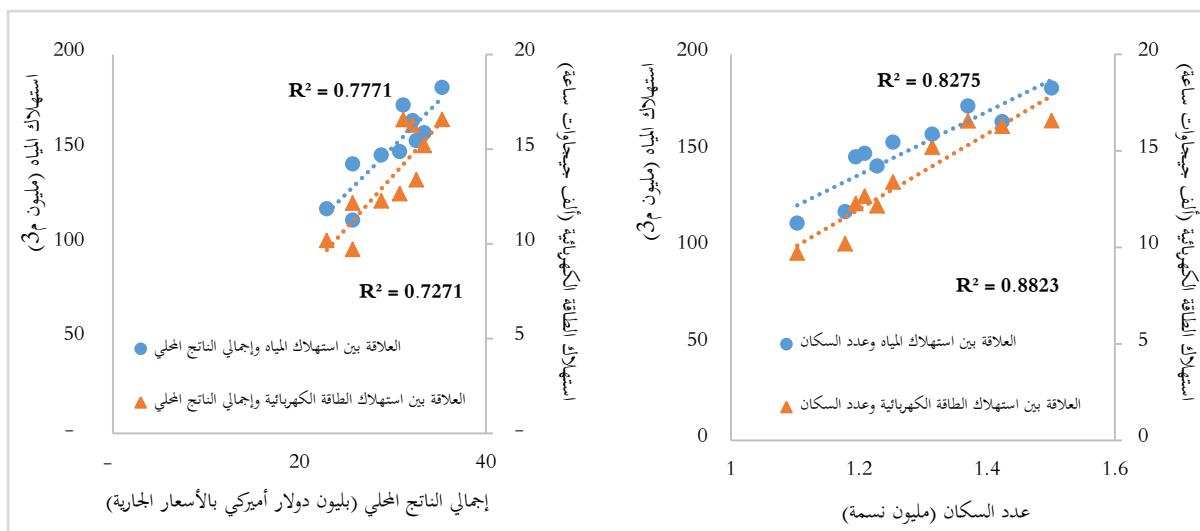 200
150
100
50
–
استهلاك المياه (مليون م3)
20
15
10
5
–
استهلاك الطاقة الكهربائية (ألف جيجاوات ساعة)
R² = 0.7771
R² = 0.7271
العلاقة بين استهلاك المياه وإجمالي الناتج المحلي
العلاقة بين استهلاك الطاقة الكهربائية وإجمالي الناتج المحلي
– 20 40
إجمالي الناتج المحلي (بليون دولار أميركي بالأسعار الجارية)
200
150
100
50
0
استهلاك المياه (مليون م3)
20
15
10
5
0
استهلاك الطاقة الكهربائية (ألف جيجاوات ساعة)
R² = 0.8275
R² = 0.8823
العلاقة بين استهلاك المياه وعدد السكان
العلاقة بين استهلاك الطاقة الكهربائية وعدد السكان
1 1.2 1.4 1.6
عدد السكان (مليون نسمة)